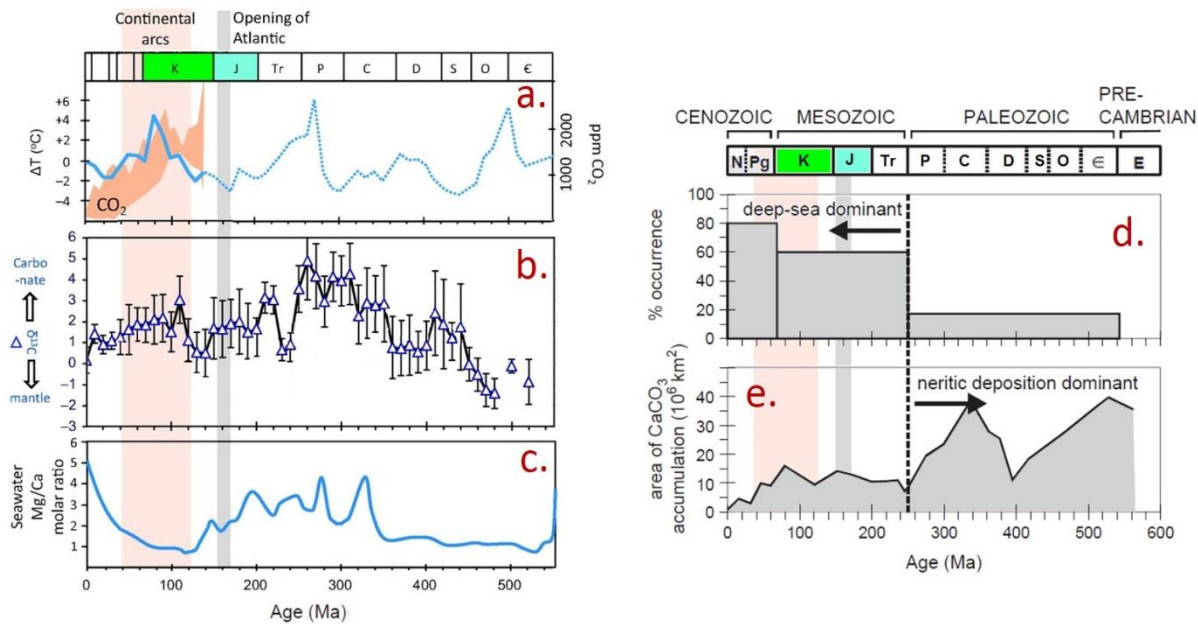 Continental
arcs
Opening of
Atlantic
K J Tr P C D S O Є
a.
+6
+4
+2
0
−2
−4
ΔT (°C)
CO₂
2000
1000
ppm CO₂
b.
6
5
4
3
2
1
0
−1
−2
−3
Carbo
-nate
Δ
mantle
c.
6
5
4
3
2
1
Seawater
Mg/Ca
molar ratio
0 100 200 300 400 500
Age (Ma)
PRE-
CENOZOIC MESOZOIC PALEOZOIC CAMBRIAN
N Pg K J Tr P C D S O ∈ E
d.
deep-sea dominant
80
60
40
20
0
% occurrence
e.
neritic deposition dominant
40
30
20
10
0
area of CaCO₃
accumulation (10⁶ km²)
0 100 200 300 400 500 600
Age (Ma)